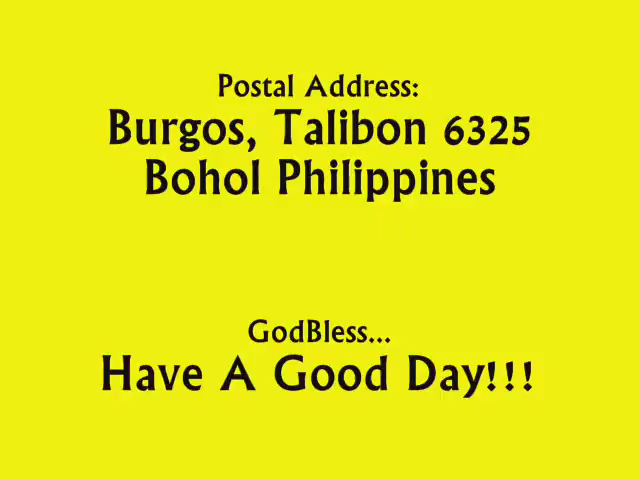 Postal Address:
Burgos, Talibon 6325
Bohol Philippines
GodBless...
Have A Good Day!!!